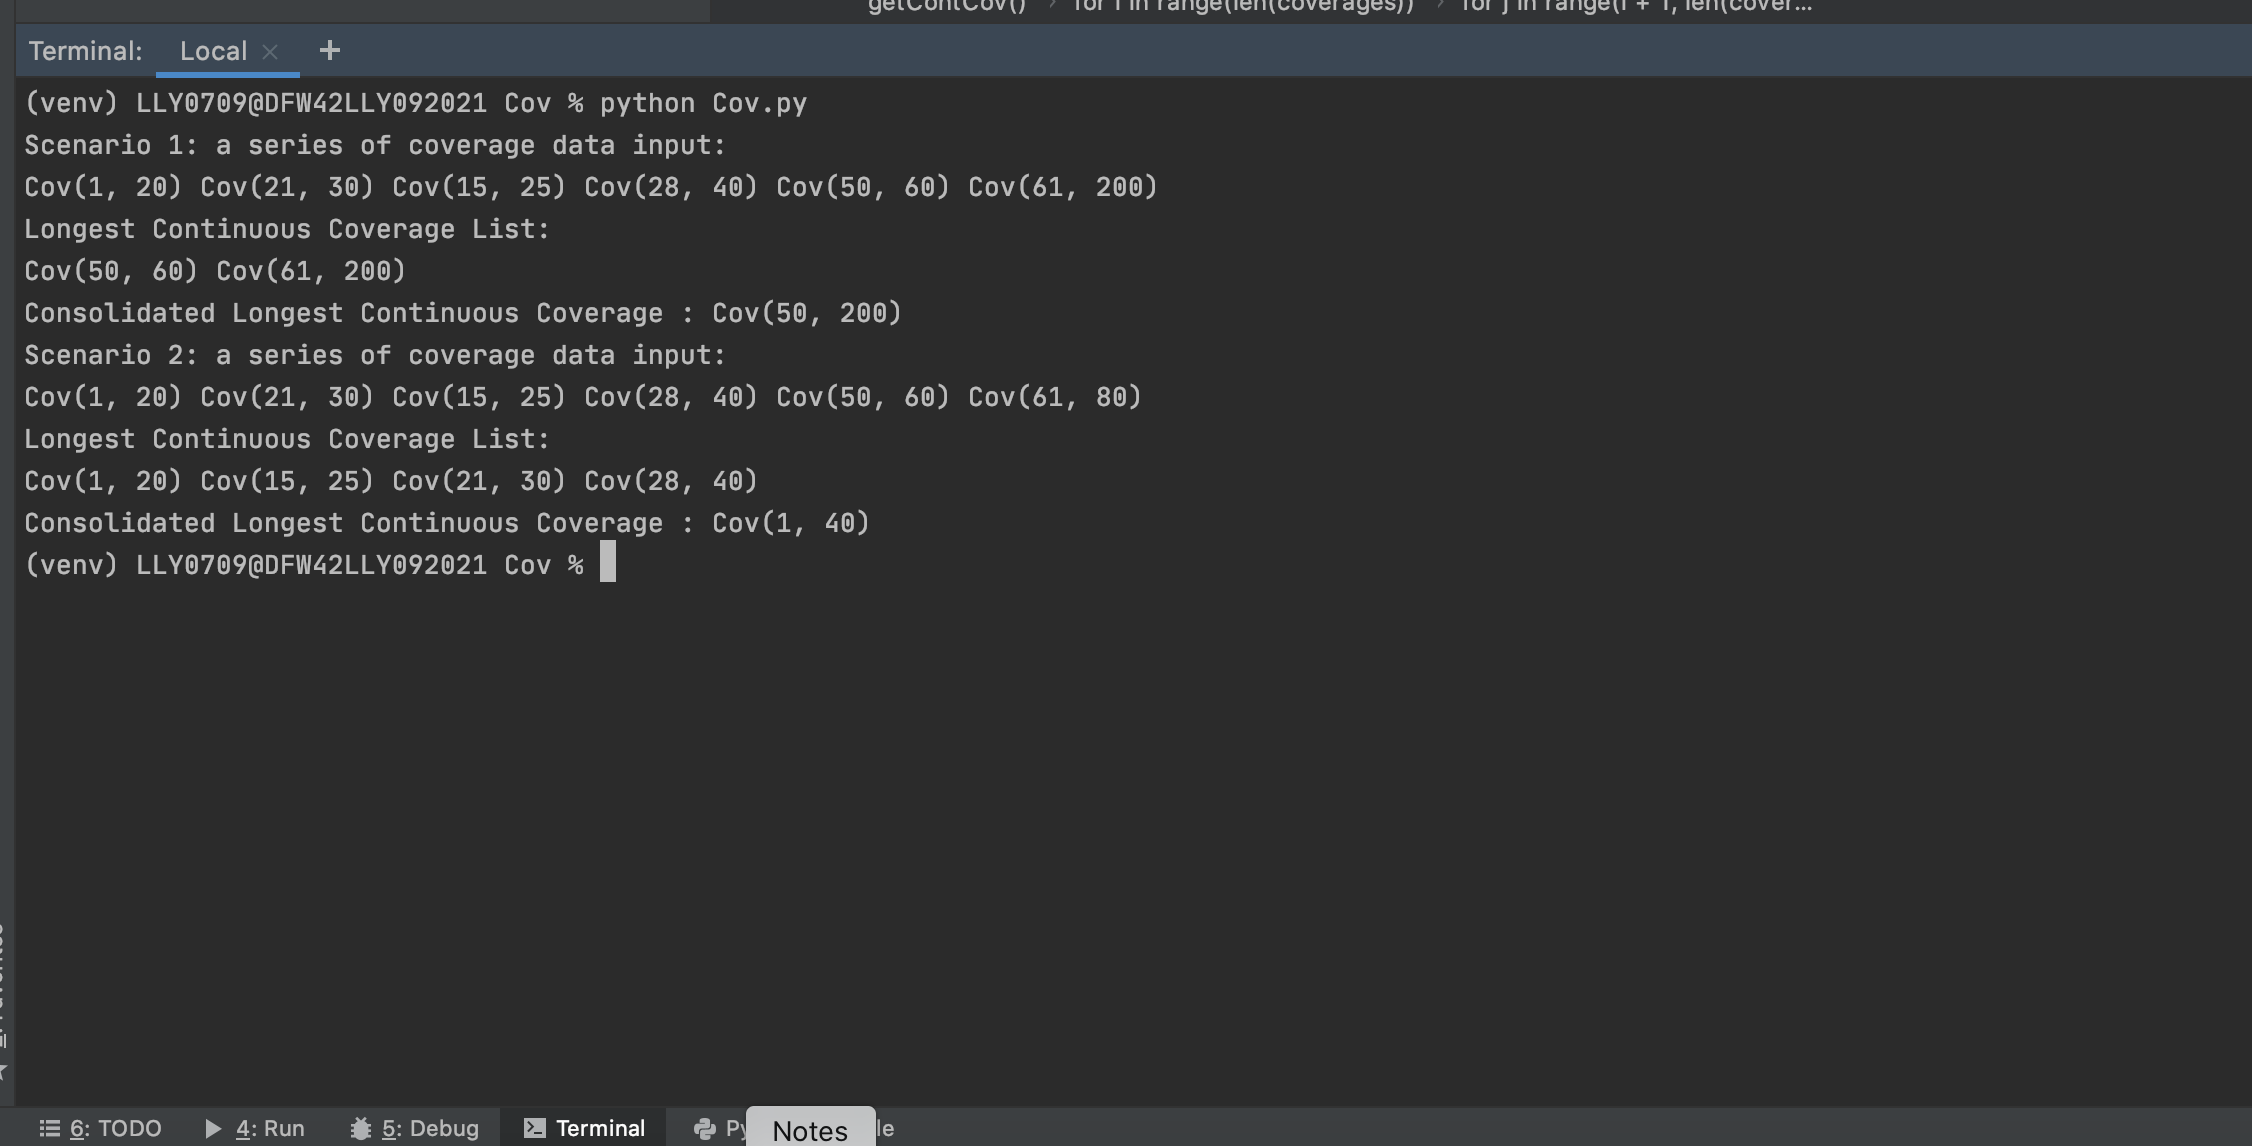 getContCov() › for i in range(len(coverages)) › for j in range(i + 1, len(cover...
Terminal: Local × +
(venv) LLY0709@DFW42LLY092021 Cov % python Cov.py
Scenario 1: a series of coverage data input:
Cov(1, 20) Cov(21, 30) Cov(15, 25) Cov(28, 40) Cov(50, 60) Cov(61, 200)
Longest Continuous Coverage List:
Cov(50, 60) Cov(61, 200)
Consolidated Longest Continuous Coverage : Cov(50, 200)
Scenario 2: a series of coverage data input:
Cov(1, 20) Cov(21, 30) Cov(15, 25) Cov(28, 40) Cov(50, 60) Cov(61, 80)
Longest Continuous Coverage List:
Cov(1, 20) Cov(15, 25) Cov(21, 30) Cov(28, 40)
Consolidated Longest Continuous Coverage : Cov(1, 40)
(venv) LLY0709@DFW42LLY092021 Cov %
6: TODO 4: Run 5: Debug Terminal Py Notes le